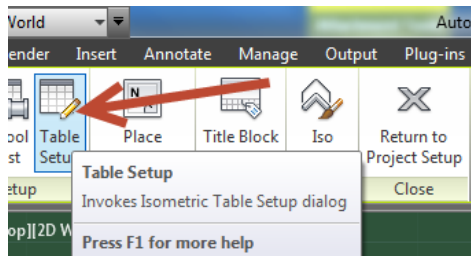 World Auto
ender Insert Annotate Manage Output Plug-ins
ool Table Place Title Block Iso Return to
st Setu Project Setup
etup Close
Table Setup
Invokes Isometric Table Setup dialog
Press F1 for more help
op][2D W